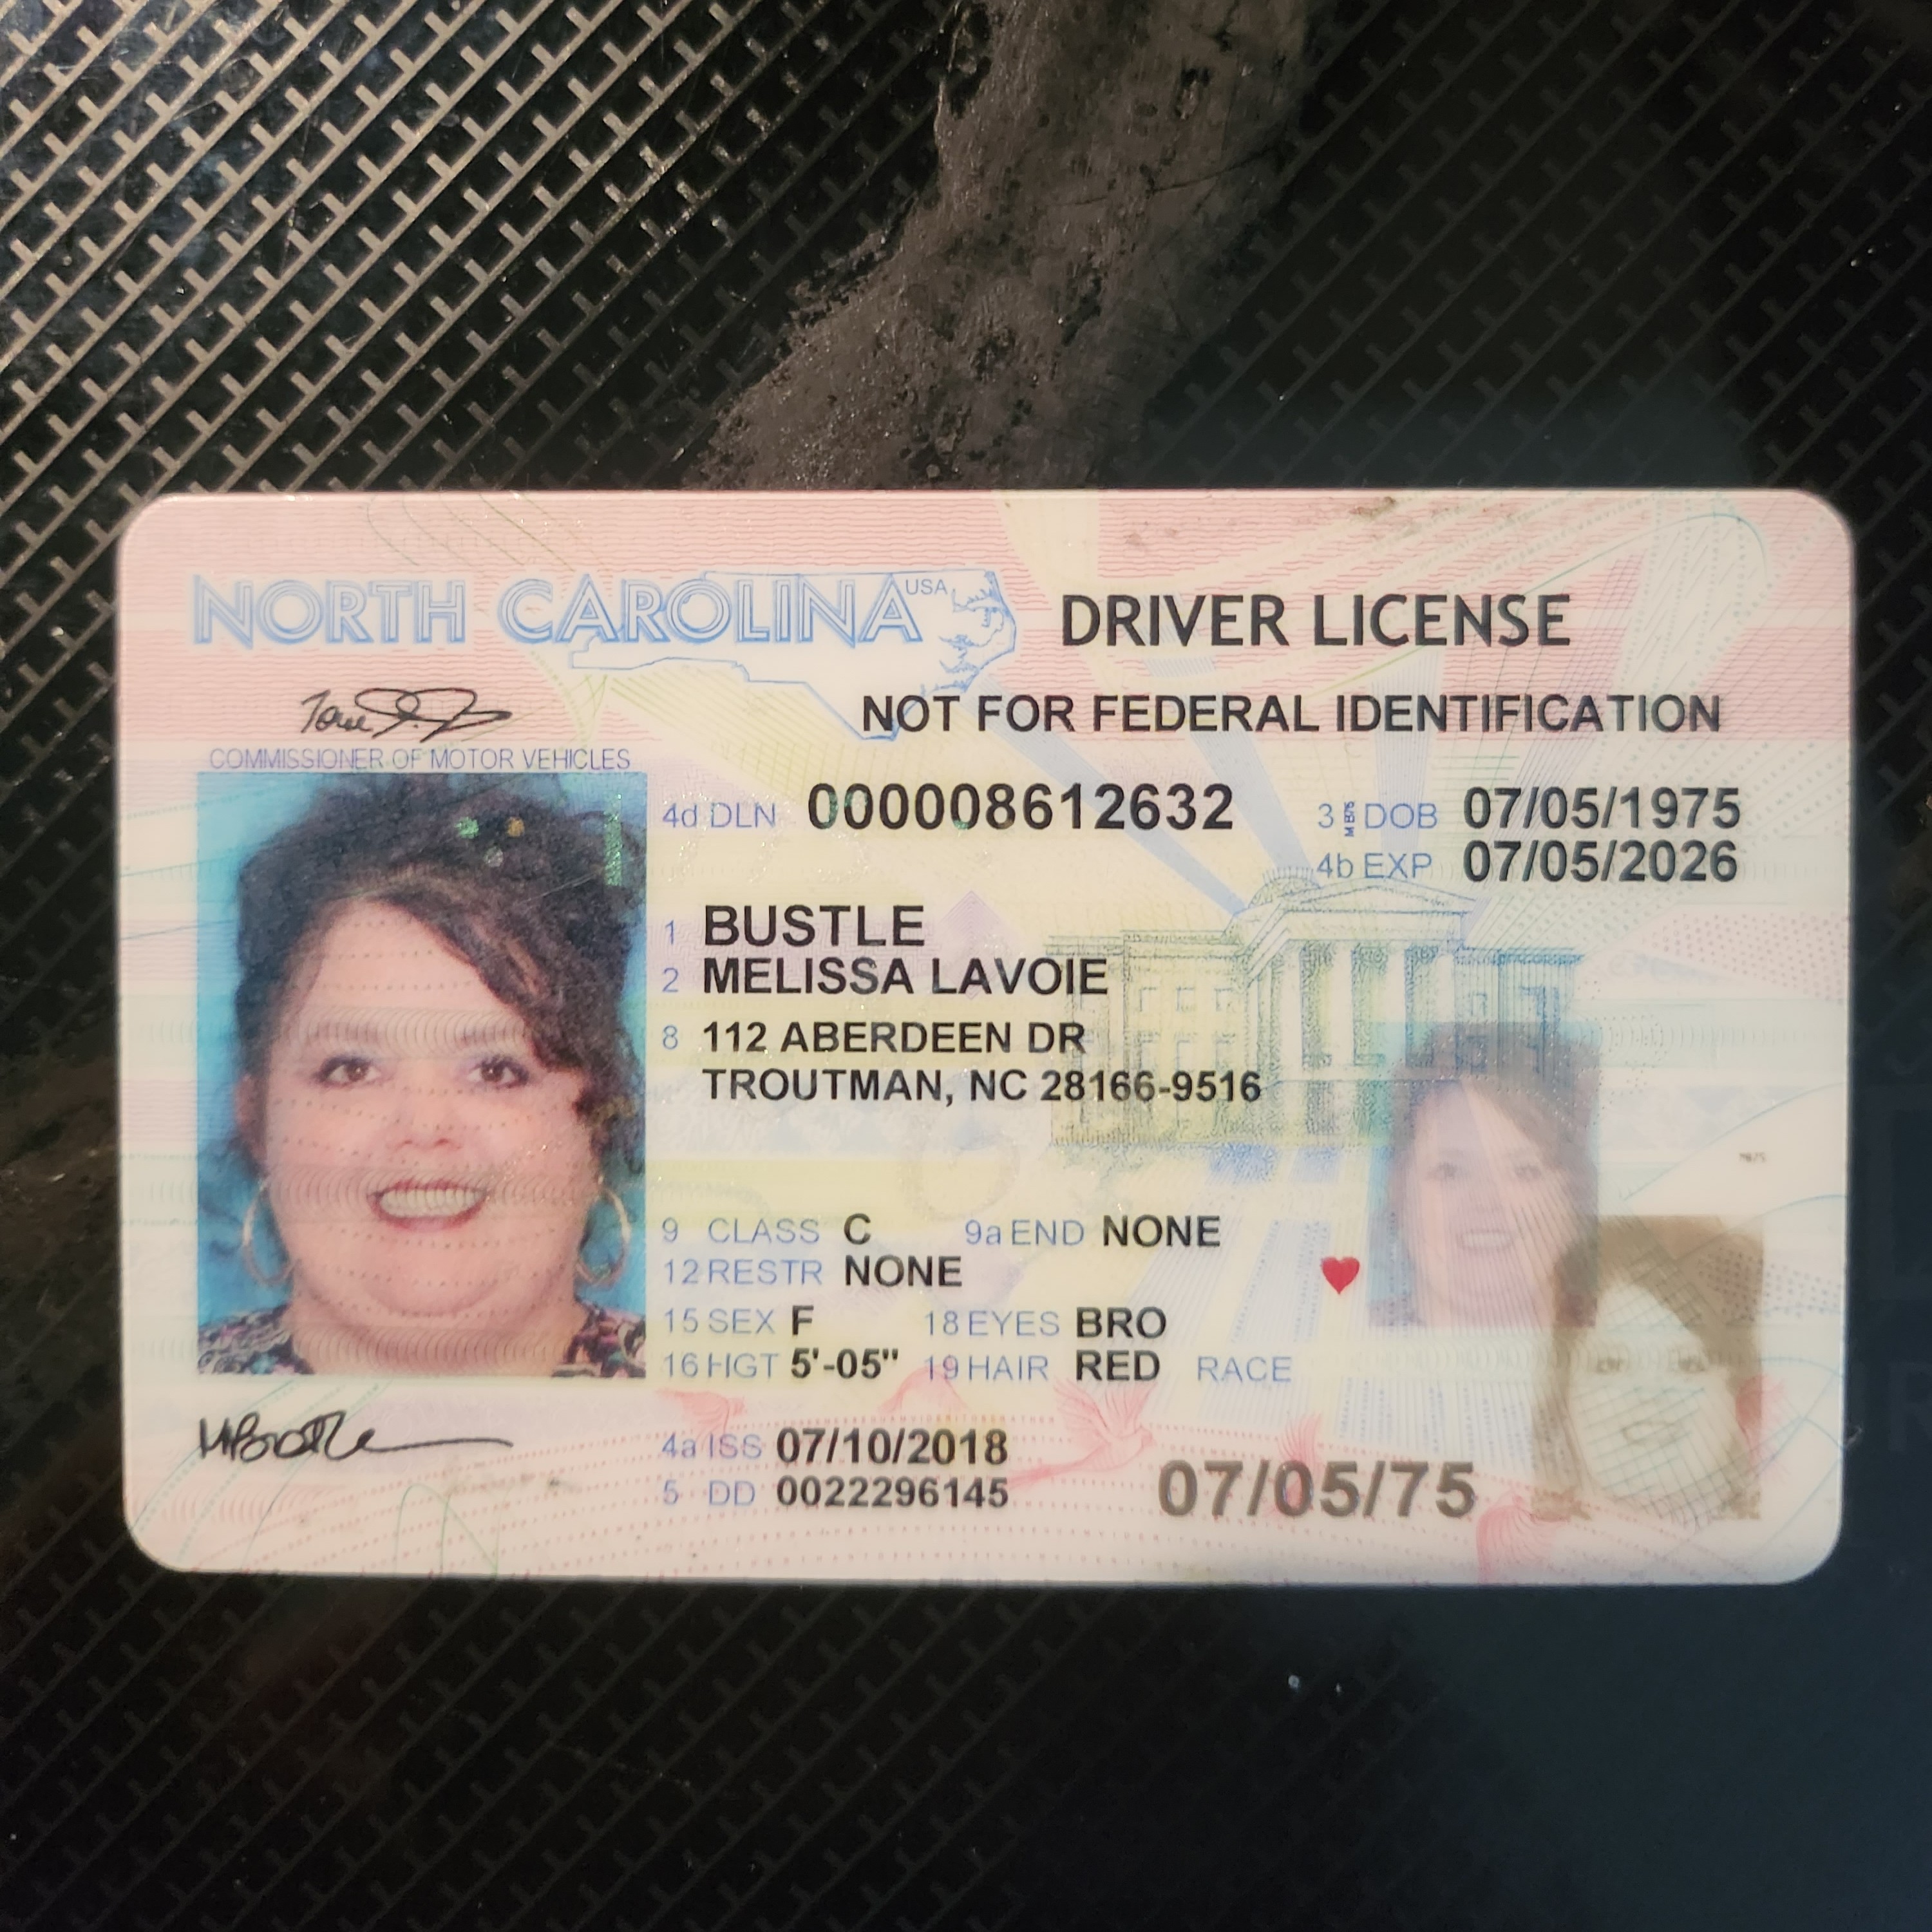 NORTH CAROLINA USA
DRIVER LICENSE
NOT FOR FEDERAL IDENTIFICATION
COMMISSIONER OF MOTOR VEHICLES
4d DLN 000008612632
3 DOB 07/05/1975
4b EXP 07/05/2026
1 BUSTLE
2 MELISSA LAVOIE
8 112 ABERDEEN DR
TROUTMAN, NC 28166-9516
9 CLASS C 9a END NONE
12 RESTR NONE
15 SEX F 18 EYES BRO
16 HGT 5'-05" 19 HAIR RED RACE
4a ISS 07/10/2018
5 DD 0022296145
07/05/75